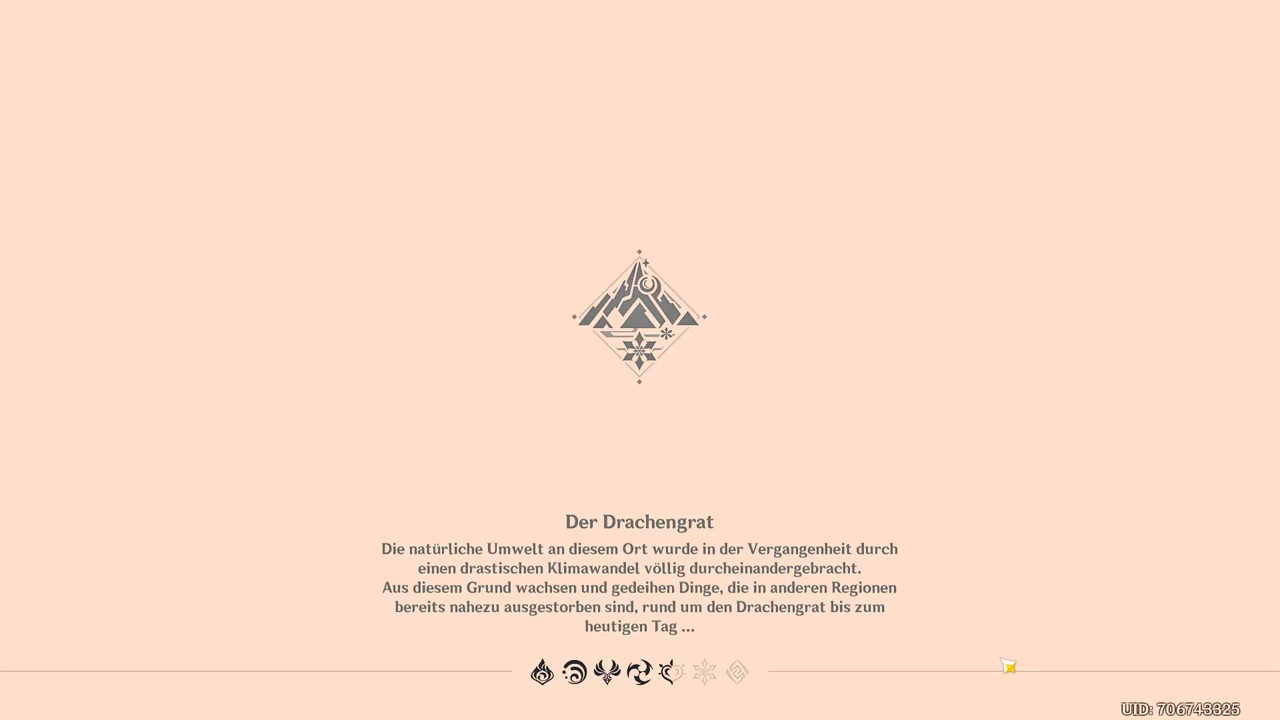 Der Drachengrat
Die natürliche Umwelt an diesem Ort wurde in der Vergangenheit durch
einen drastischen Klimawandel völlig durcheinandergebracht.
Aus diesem Grund wachsen und gedeihen Dinge, die in anderen Regionen
bereits nahezu ausgestorben sind, rund um den Drachengrat bis zum
heutigen Tag ...
UID: 706743325